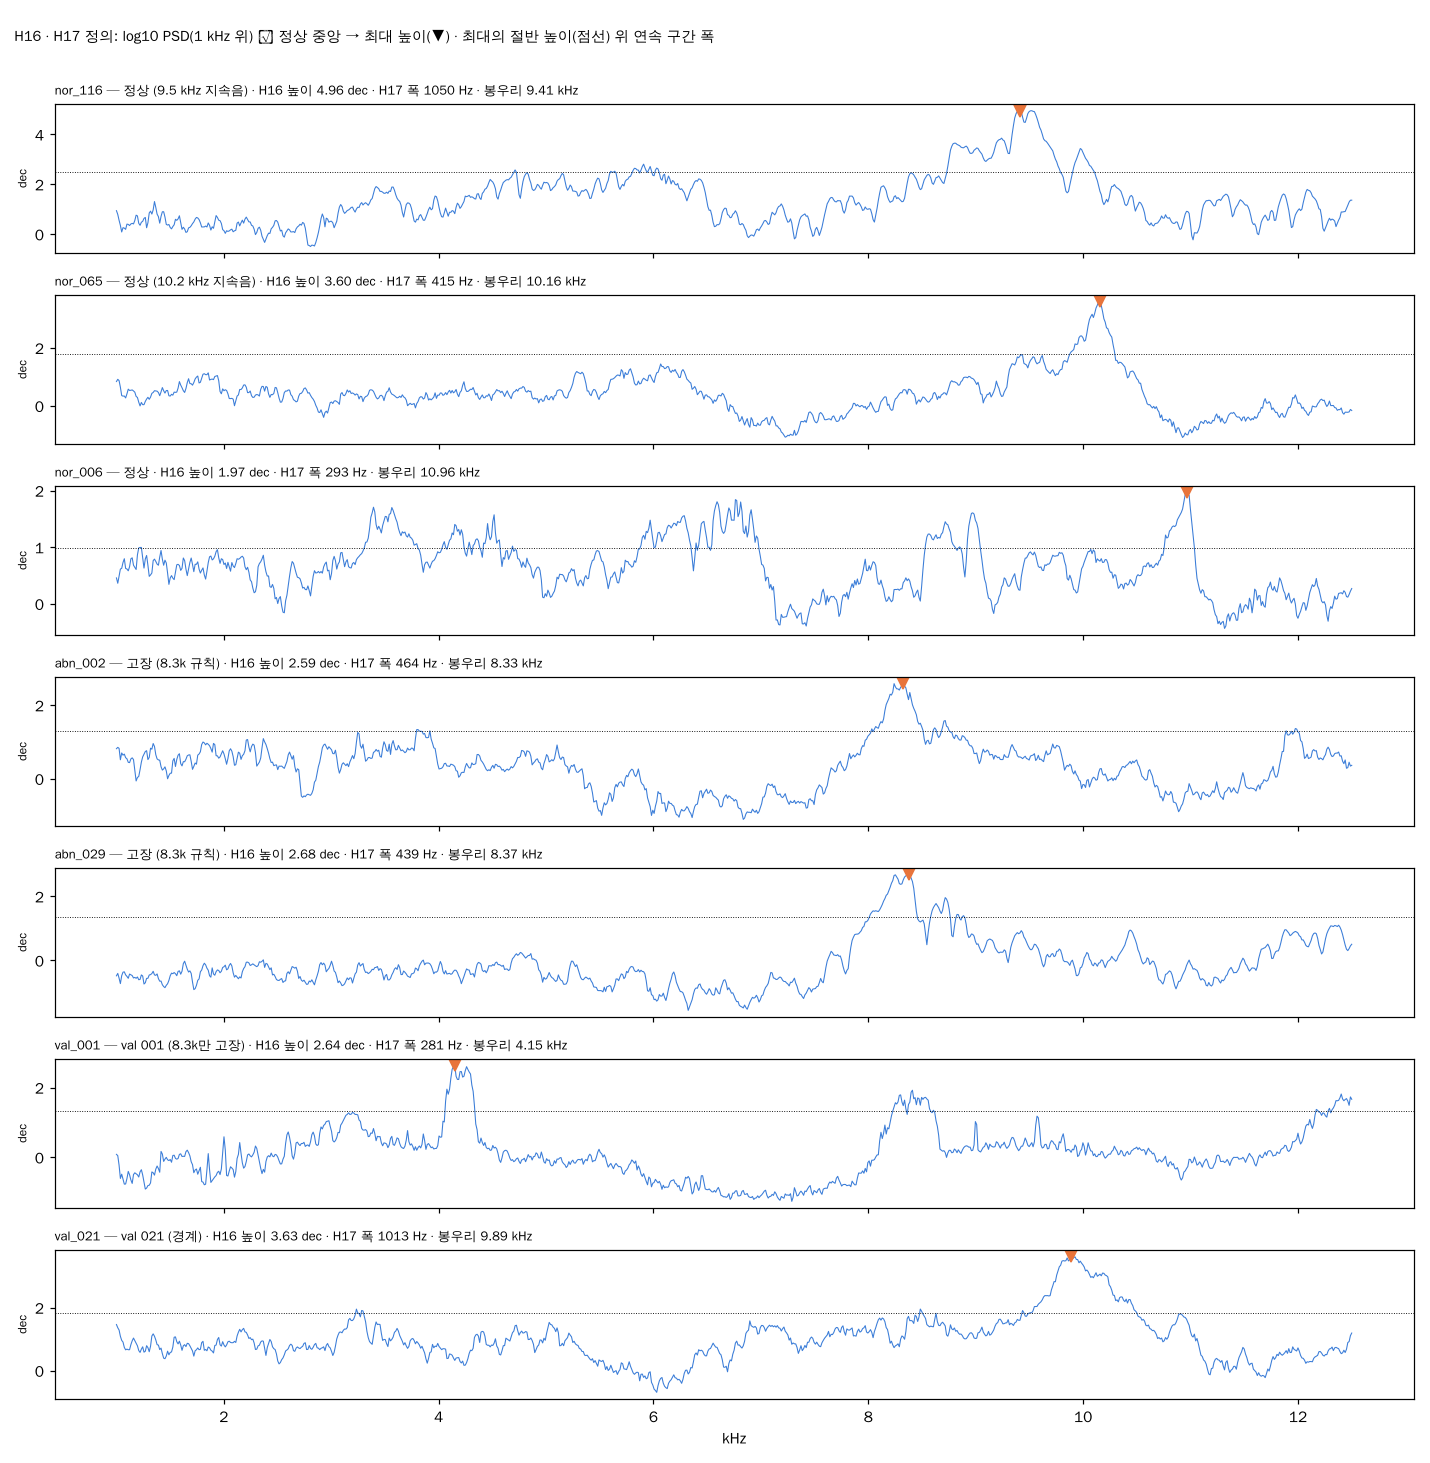 H16 · H17 정의: log10 PSD(1 kHz 위) 정상 중앙 → 최대 높이(▼) · 최대의 절반 높이(점선) 위 연속 구간 폭
nor_116 — 정상 (9.5 kHz 지속음) · H16 높이 4.96 dec · H17 폭 1050 Hz · 봉우리 9.41 kHz
4
2
0
dec
nor_065 — 정상 (10.2 kHz 지속음) · H16 높이 3.60 dec · H17 폭 415 Hz · 봉우리 10.16 kHz
2
0
dec
nor_006 — 정상 · H16 높이 1.97 dec · H17 폭 293 Hz · 봉우리 10.96 kHz
2
1
0
dec
abn_002 — 고장 (8.3k 규칙) · H16 높이 2.59 dec · H17 폭 464 Hz · 봉우리 8.33 kHz
2
0
dec
abn_029 — 고장 (8.3k 규칙) · H16 높이 2.68 dec · H17 폭 439 Hz · 봉우리 8.37 kHz
2
0
dec
val_001 — val 001 (8.3k만 고장) · H16 높이 2.64 dec · H17 폭 281 Hz · 봉우리 4.15 kHz
2
0
dec
val_021 — val 021 (경계) · H16 높이 3.63 dec · H17 폭 1013 Hz · 봉우리 9.89 kHz
2
0
dec
2 4 6 8 10 12
kHz